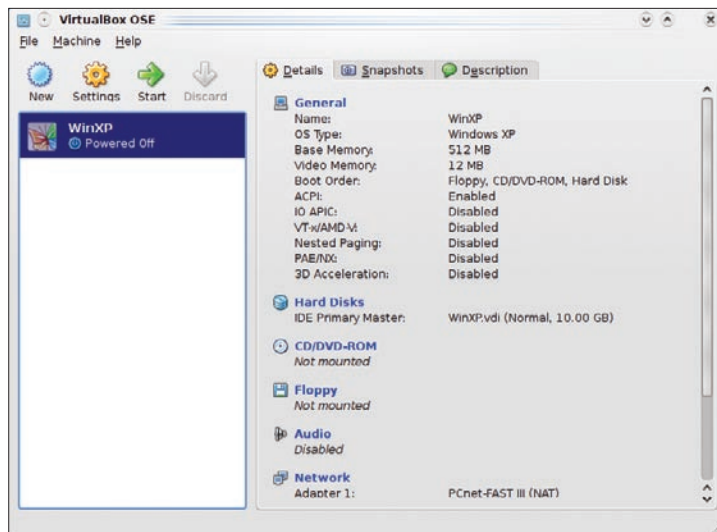 VirtualBox OSE
File Machine Help
New Settings Start Discard
WinXP
Powered Off
Details Snapshots Description
General
Name: WinXP
OS Type: Windows XP
Base Memory: 512 MB
Video Memory: 12 MB
Boot Order: Floppy, CD/DVD-ROM, Hard Disk
ACPI: Enabled
IO APIC: Disabled
VT-x/AMD-V: Disabled
Nested Paging: Disabled
PAE/NX: Disabled
3D Acceleration: Disabled
Hard Disks
IDE Primary Master: WinXP.vdi (Normal, 10.00 GB)
CD/DVD-ROM
Not mounted
Floppy
Not mounted
Audio
Disabled
Network
Adapter 1: PCnet-FAST III (NAT)